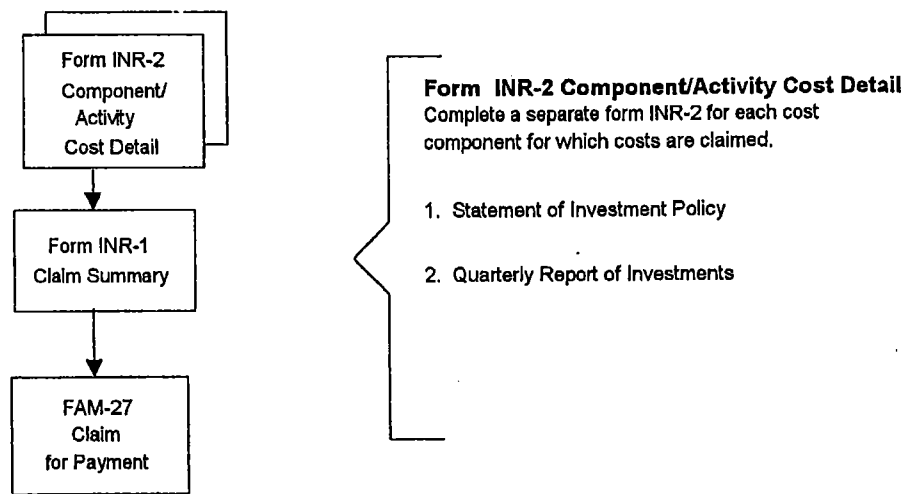 Form INR-2
Component/
Activity
Cost Detail
Form INR-1
Claim Summary
FAM-27
Claim
for Payment
Form INR-2 Component/Activity Cost Detail
Complete a separate form INR-2 for each cost
component for which costs are claimed.
1. Statement of Investment Policy
2. Quarterly Report of Investments